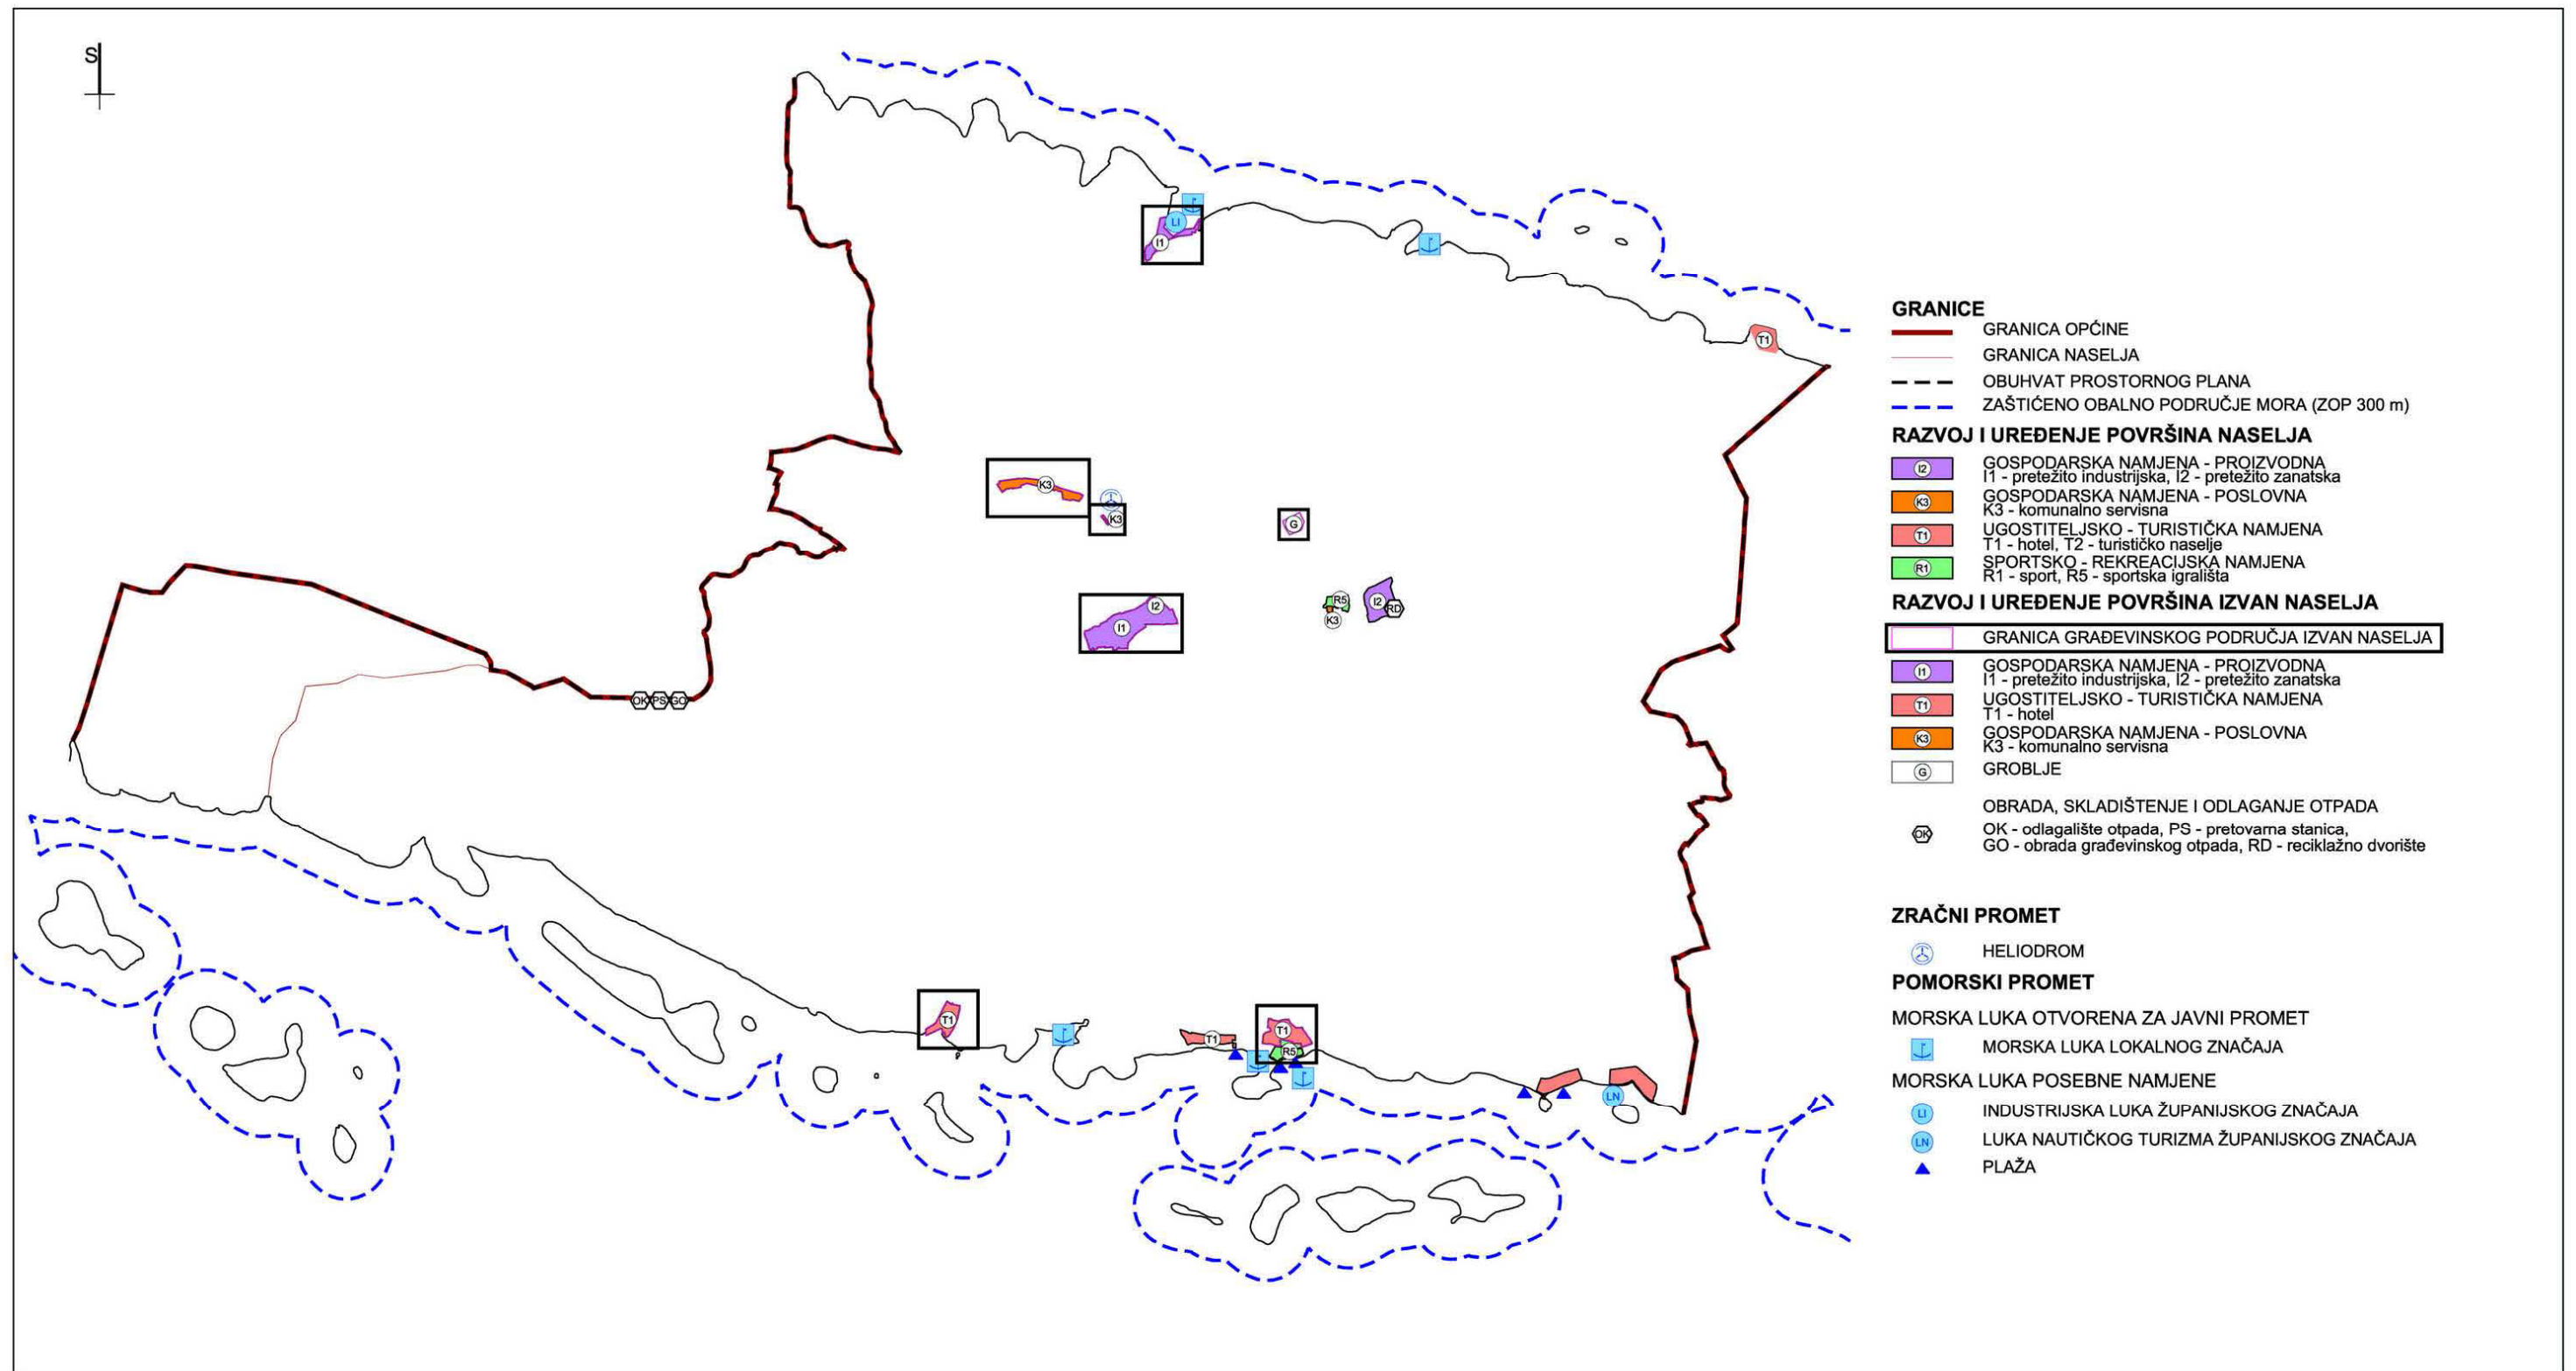 S
LI
I1
T1
K3
K3
G
I2
I1
R5
K3
I2
RD
OK
PS
GO
T1
T1
T1
R5
LN
GRANICE
GRANICA OPĆINE
GRANICA NASELJA
OBUHVAT PROSTORNOG PLANA
ZAŠTIĆENO OBALNO PODRUČJE MORA (ZOP 300 m)
RAZVOJ I UREĐENJE POVRŠINA NASELJA
I2 GOSPODARSKA NAMJENA - PROIZVODNA
I1 - pretežito industrijska, I2 - pretežito zanatska
K3 GOSPODARSKA NAMJENA - POSLOVNA
K3 - komunalno servisna
T1 UGOSTITELJSKO - TURISTIČKA NAMJENA
T1 - hotel, T2 - turističko naselje
R1 SPORTSKO - REKREACIJSKA NAMJENA
R1 - sport, R5 - sportska igrališta
RAZVOJ I UREĐENJE POVRŠINA IZVAN NASELJA
GRANICA GRAĐEVINSKOG PODRUČJA IZVAN NASELJA
I1 GOSPODARSKA NAMJENA - PROIZVODNA
I1 - pretežito industrijska, I2 - pretežito zanatska
T1 UGOSTITELJSKO - TURISTIČKA NAMJENA
T1 - hotel
K3 GOSPODARSKA NAMJENA - POSLOVNA
K3 - komunalno servisna
G GROBLJE
OBRADA, SKLADIŠTENJE I ODLAGANJE OTPADA
OK OK - odlagalište otpada, PS - pretovarna stanica,
GO - obrada građevinskog otpada, RD - reciklažno dvorište
ZRAČNI PROMET
HELIODROM
POMORSKI PROMET
MORSKA LUKA OTVORENA ZA JAVNI PROMET
MORSKA LUKA LOKALNOG ZNAČAJA
MORSKA LUKA POSEBNE NAMJENE
LI INDUSTRIJSKA LUKA ŽUPANIJSKOG ZNAČAJA
LN LUKA NAUTIČKOG TURIZMA ŽUPANIJSKOG ZNAČAJA
PLAŽA